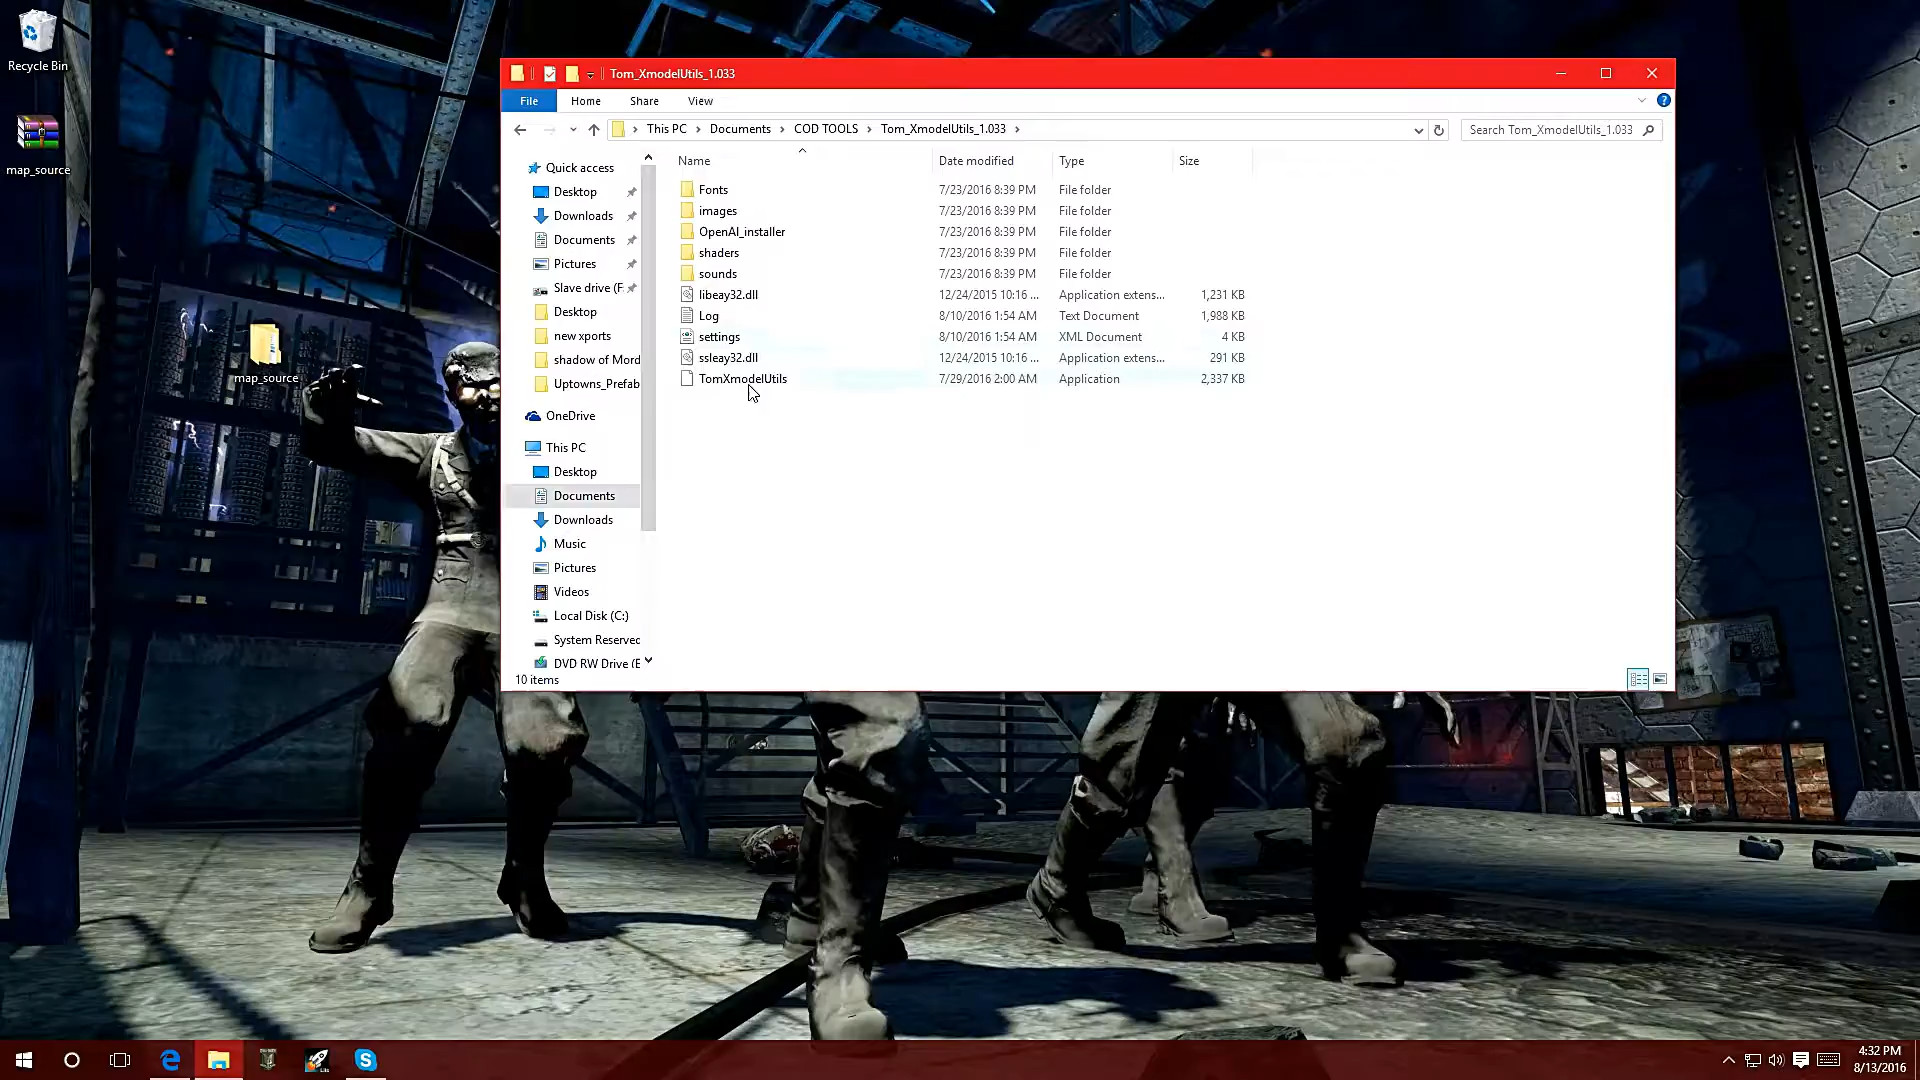 Recycle Bin
map_source
map_source
Tom_XmodelUtils_1.033
File Home Share View
This PC Documents COD TOOLS Tom_XmodelUtils_1.033
Search Tom_XmodelUtils_1.033
Quick access
Desktop
Downloads
Documents
Pictures
Slave drive (F
Desktop
new xports
shadow of Mord
Uptowns_Prefab
OneDrive
This PC
Desktop
Documents
Downloads
Music
Pictures
Videos
Local Disk (C:)
System Reserved
DVD RW Drive (E
Name Date modified Type Size
Fonts 7/23/2016 8:39 PM File folder
images 7/23/2016 8:39 PM File folder
OpenAl_installer 7/23/2016 8:39 PM File folder
shaders 7/23/2016 8:39 PM File folder
sounds 7/23/2016 8:39 PM File folder
libeay32.dll 12/24/2015 10:16 ... Application extens... 1,231 KB
Log 8/10/2016 1:54 AM Text Document 1,988 KB
settings 8/10/2016 1:54 AM XML Document 4 KB
ssleay32.dll 12/24/2015 10:16 ... Application extens... 291 KB
TomXmodelUtils 7/29/2016 2:00 AM Application 2,337 KB
10 items
4:32 PM
8/13/2016